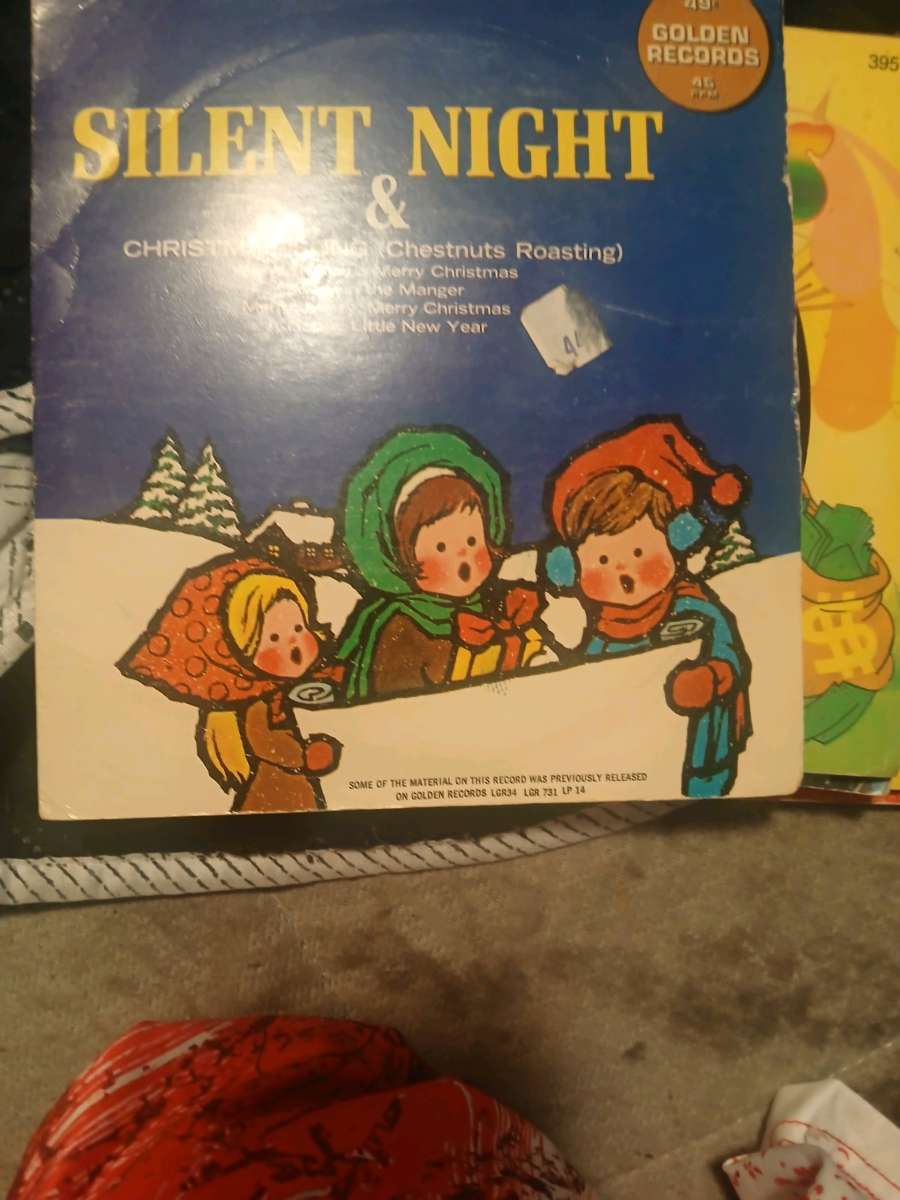 49¢
GOLDEN
RECORDS
45
RPM
395
SILENT NIGHT
&
(Chestnuts Roasting)
Merry Christmas
the Manger
Merry Christmas
Little New Year
SOME OF THE MATERIAL ON THIS RECORD WAS PREVIOUSLY RELEASED
ON GOLDEN RECORDS LGR34 LGR 731 LP 14